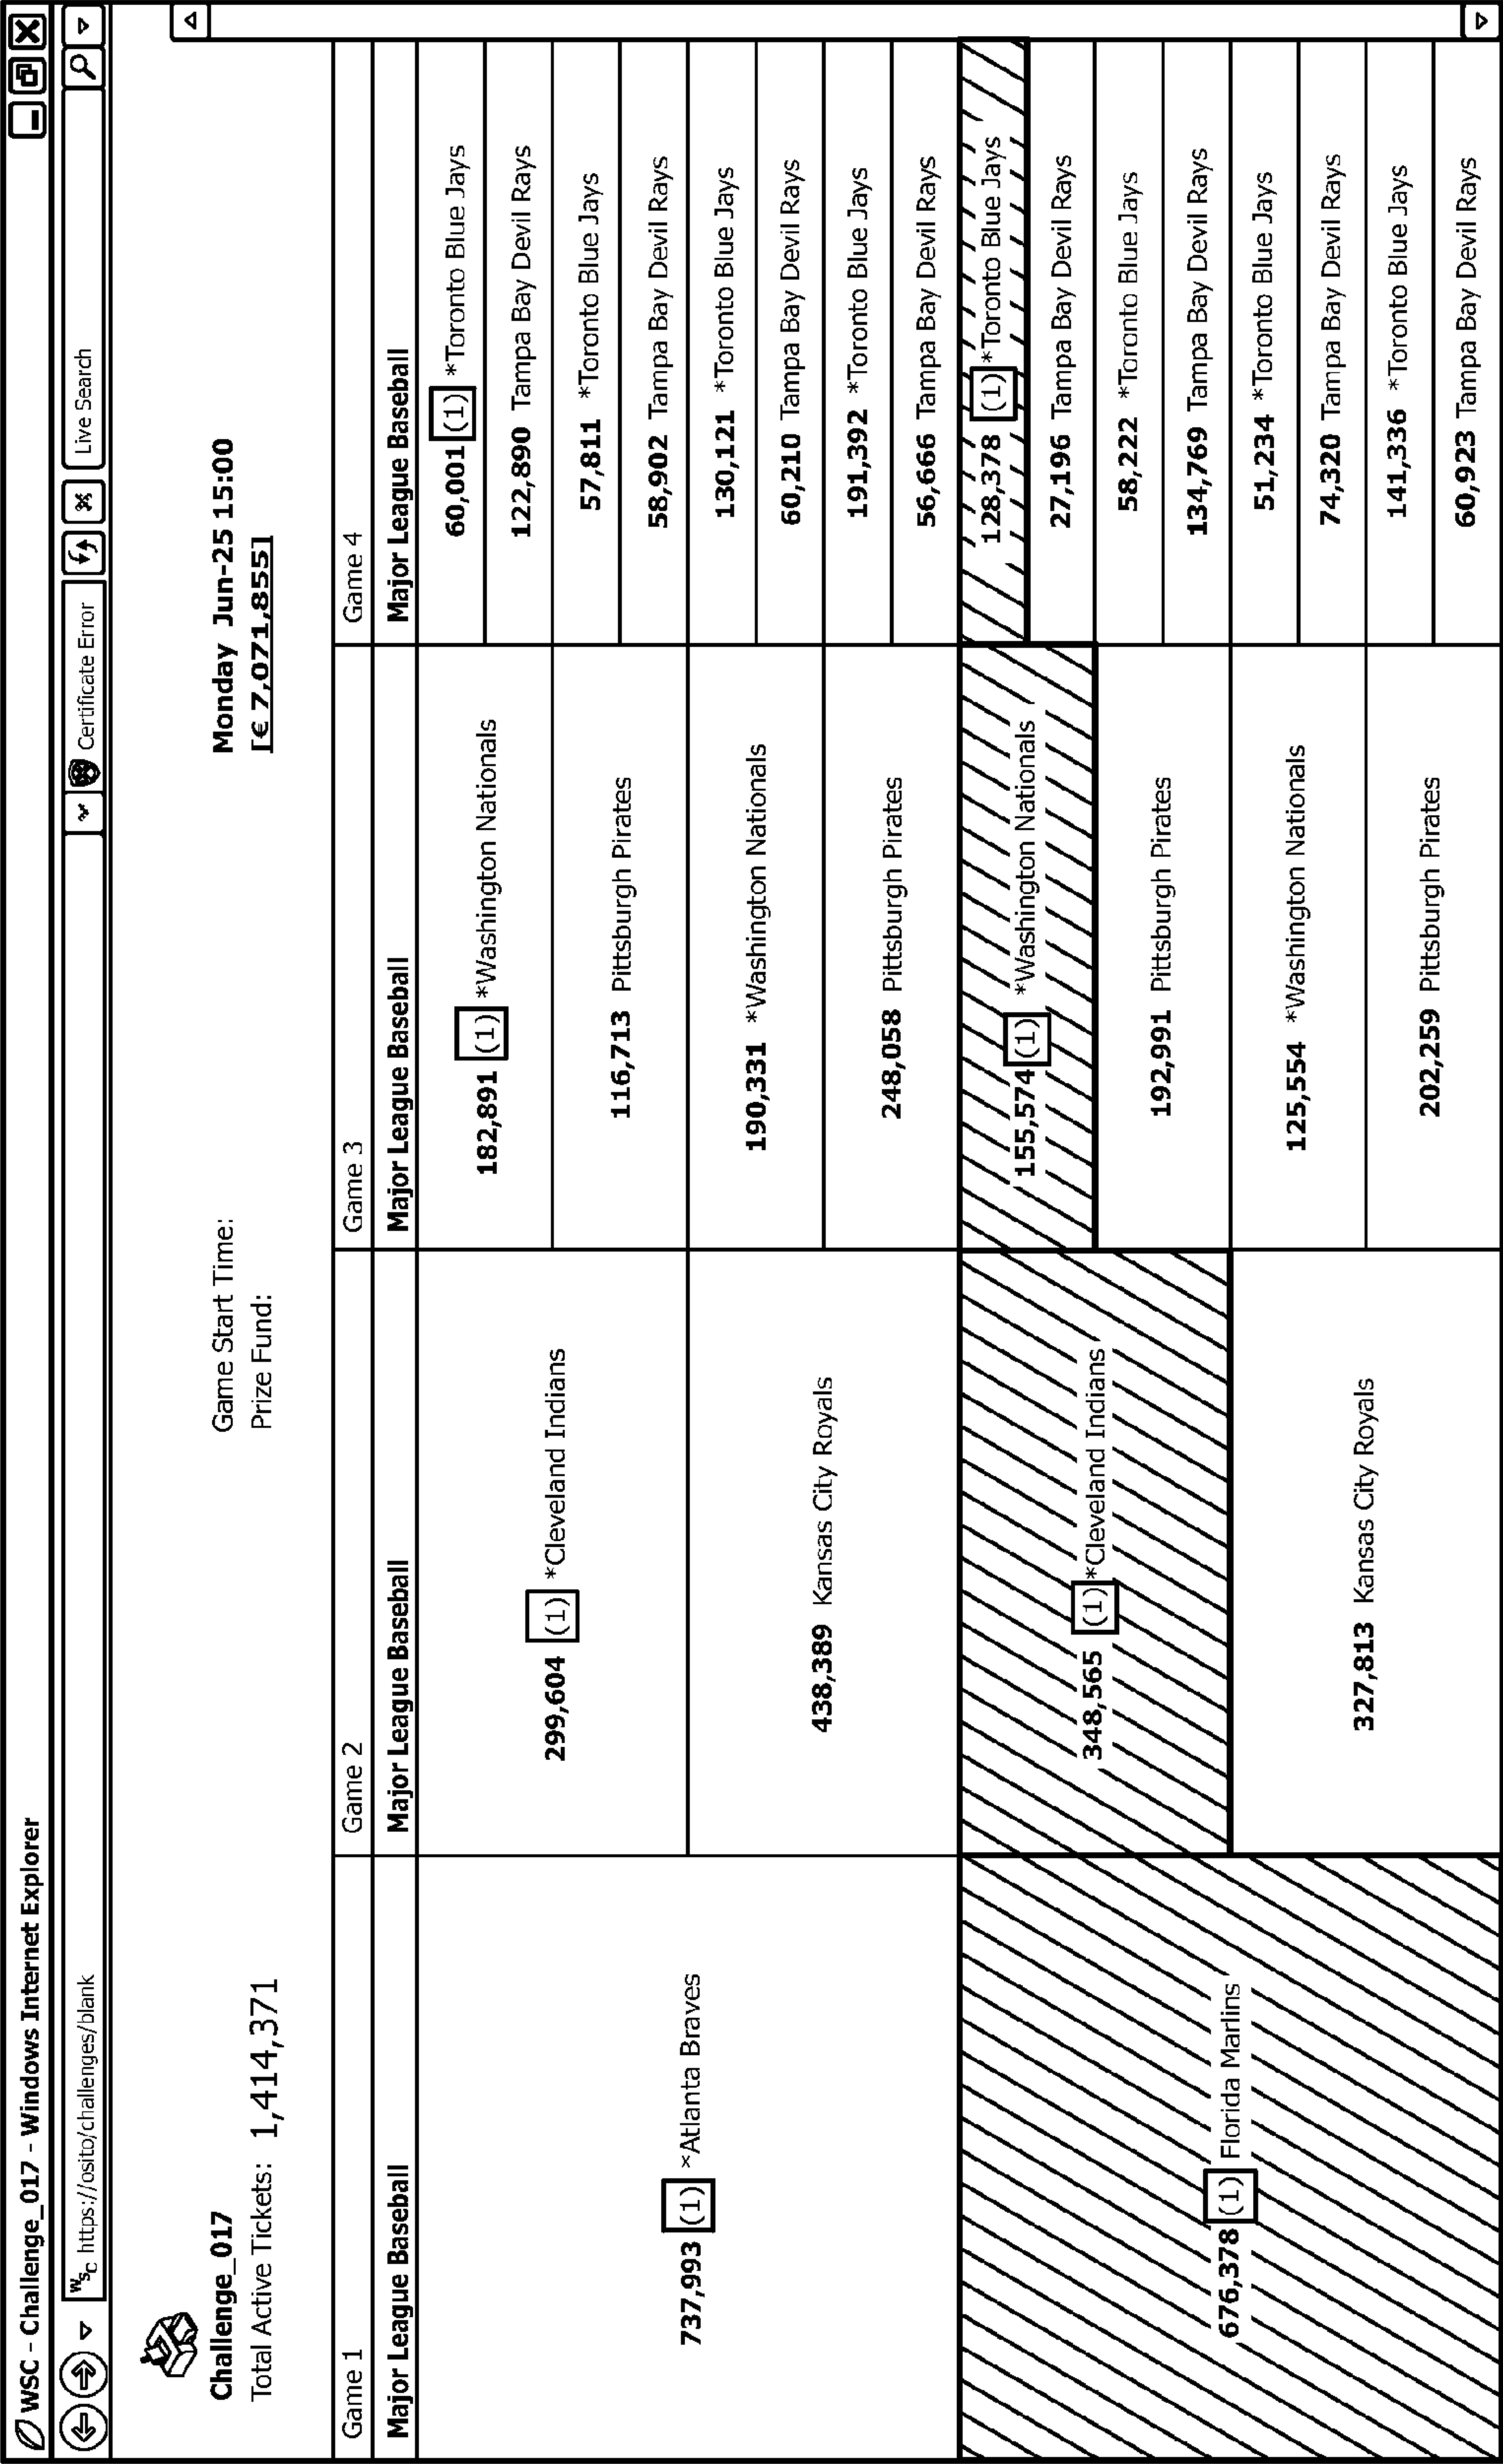 WSC - Challenge_017 - Windows Internet Explorer
WSC https://osito/challenges/blank Certificate Error Live Search
Challenge_017
Total Active Tickets: 1,414,371
Game Start Time: Monday Jun-25 15:00
Prize Fund: [€ 7,071,855]
Game 1 Game 2 Game 3 Game 4
Major League Baseball Major League Baseball Major League Baseball Major League Baseball
737,993 (1) *Atlanta Braves
676,378 (1) Florida Marlins
299,604 (1) *Cleveland Indians
438,389 Kansas City Royals
348,565 (1) *Cleveland Indians
327,813 Kansas City Royals
182,891 (1) *Washington Nationals
116,713 Pittsburgh Pirates
190,331 *Washington Nationals
248,058 Pittsburgh Pirates
155,574 (1) *Washington Nationals
192,991 Pittsburgh Pirates
125,554 *Washington Nationals
202,259 Pittsburgh Pirates
60,001 (1) *Toronto Blue Jays
122,890 Tampa Bay Devil Rays
57,811 *Toronto Blue Jays
58,902 Tampa Bay Devil Rays
130,121 *Toronto Blue Jays
60,210 Tampa Bay Devil Rays
191,392 *Toronto Blue Jays
56,666 Tampa Bay Devil Rays
128,378 (1) *Toronto Blue Jays
27,196 Tampa Bay Devil Rays
58,222 *Toronto Blue Jays
134,769 Tampa Bay Devil Rays
51,234 *Toronto Blue Jays
74,320 Tampa Bay Devil Rays
141,336 *Toronto Blue Jays
60,923 Tampa Bay Devil Rays